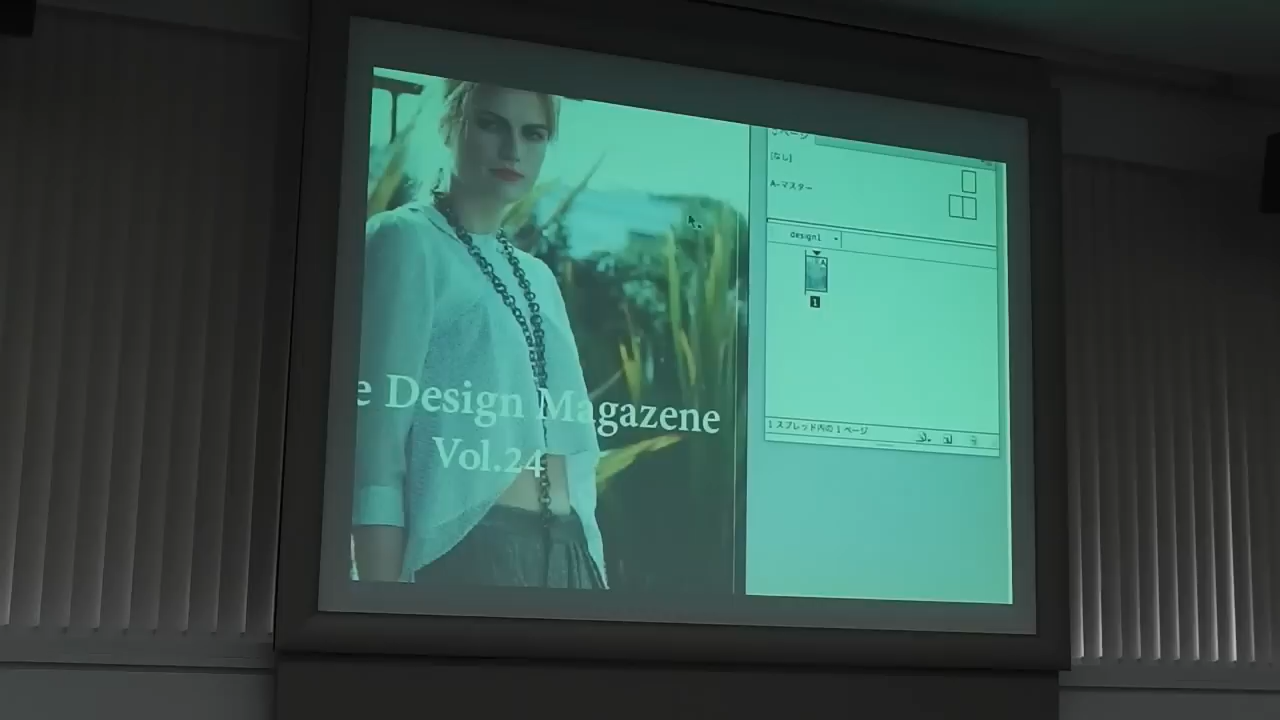 e Design Magazene
Vol.24
ページ
[なし]
A-マスター
design1
A
1
1 スプレッド内の 1 ページ